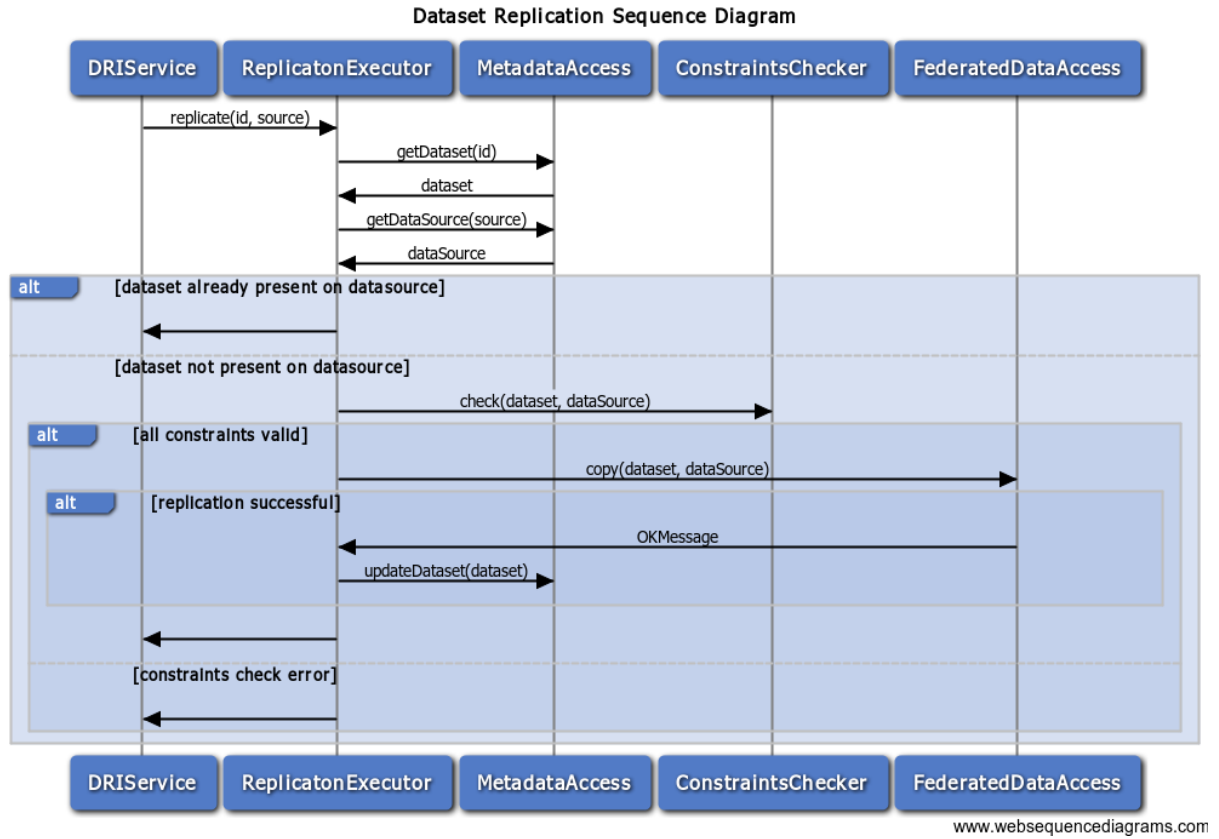 Dataset Replication Sequence Diagram
DRIService ReplicatonExecutor MetadataAccess ConstraintsChecker FederatedDataAccess
replicate(id, source)
getDataset(id)
dataset
getDataSource(source)
dataSource
alt [dataset already present on datasource]
[dataset not present on datasource]
check(dataset, dataSource)
alt [all constraints valid]
copy(dataset, dataSource)
alt [replication successful]
OKMessage
updateDataset(dataset)
[constraints check error]
DRIService ReplicatonExecutor MetadataAccess ConstraintsChecker FederatedDataAccess
www.websequencediagrams.com